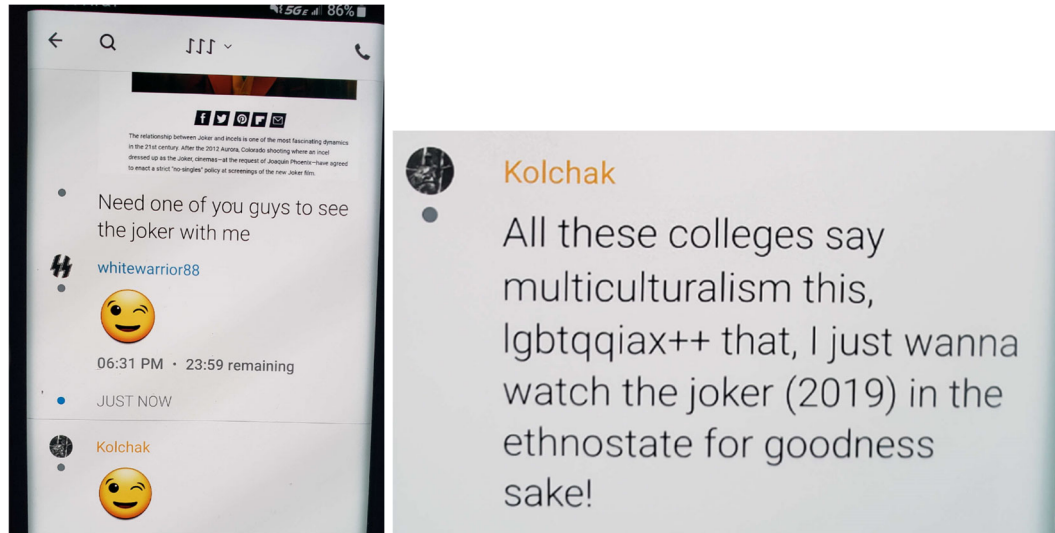 5GE 86%
The relationship between Joker and incels is one of the most fascinating dynamics
in the 21st century. After the 2012 Aurora, Colorado shooting where an incel
dressed up as the Joker, cinemas—at the request of Joaquin Phoenix—have agreed
to enact a strict "no-singles" policy at screenings of the new Joker film.
Need one of you guys to see
the joker with me
whitewarrior88
06:31 PM · 23:59 remaining
JUST NOW
Kolchak
Kolchak
All these colleges say
multiculturalism this,
lgbtqqiax++ that, I just wanna
watch the joker (2019) in the
ethnostate for goodness
sake!